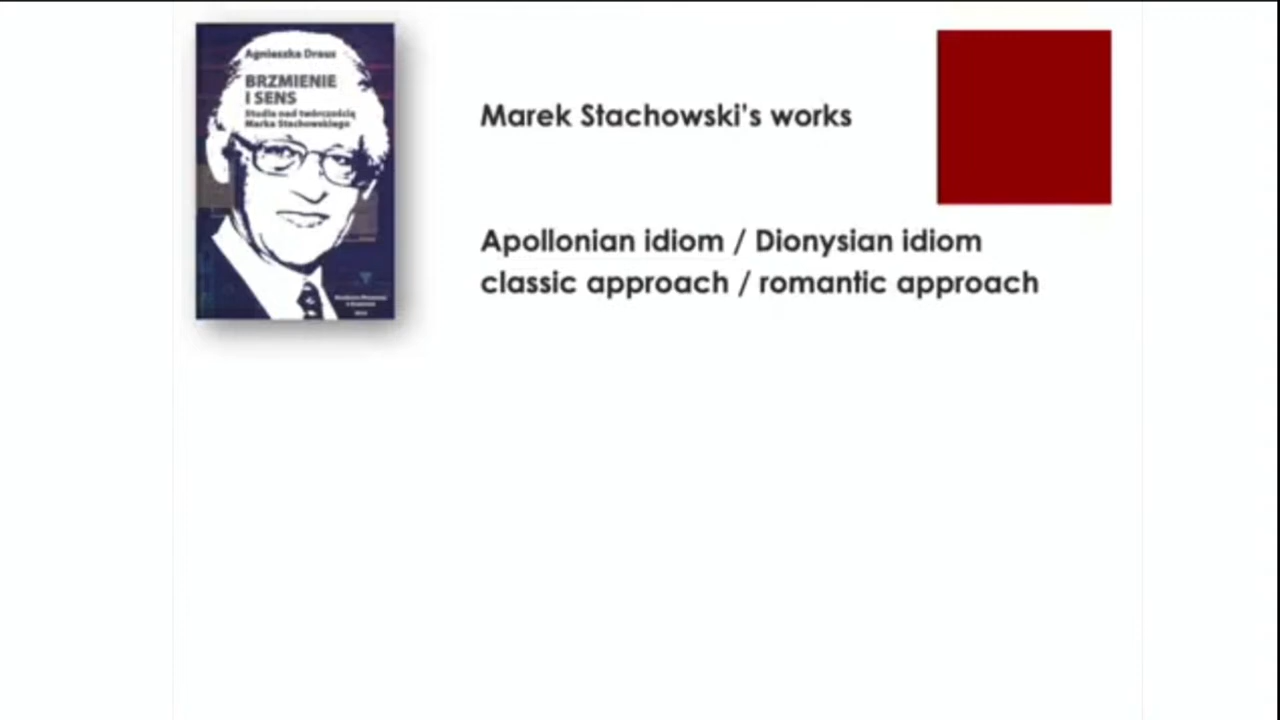 Agnieszka Draus
BRZMIENIE
I SENS
Studia nad twórczością
Marka Stachowskiego
Marek Stachowski's works
Apollonian idiom / Dionysian idiom
classic approach / romantic approach